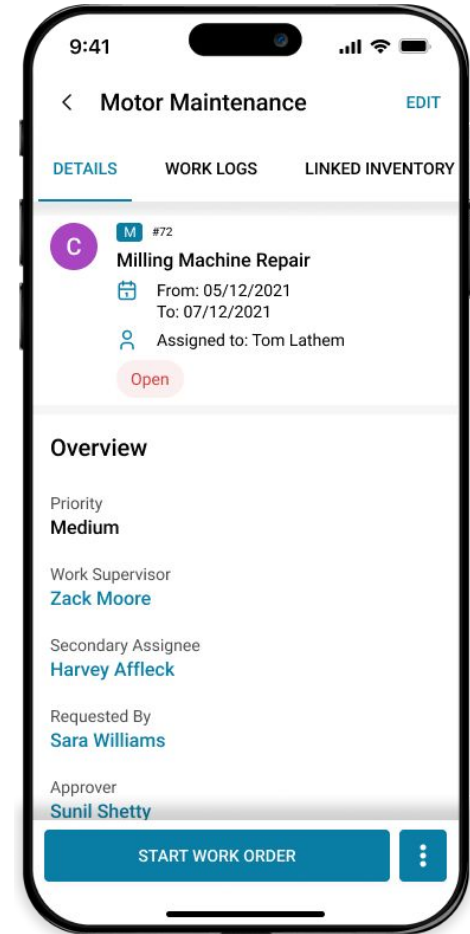 9:41
Motor Maintenance
EDIT
DETAILS WORK LOGS LINKED INVENTORY
C
M #72
Milling Machine Repair
From: 05/12/2021
To: 07/12/2021
Assigned to: Tom Lathem
Open
Overview
Priority
Medium
Work Supervisor
Zack Moore
Secondary Assignee
Harvey Affleck
Requested By
Sara Williams
Approver
Sunil Shetty
START WORK ORDER